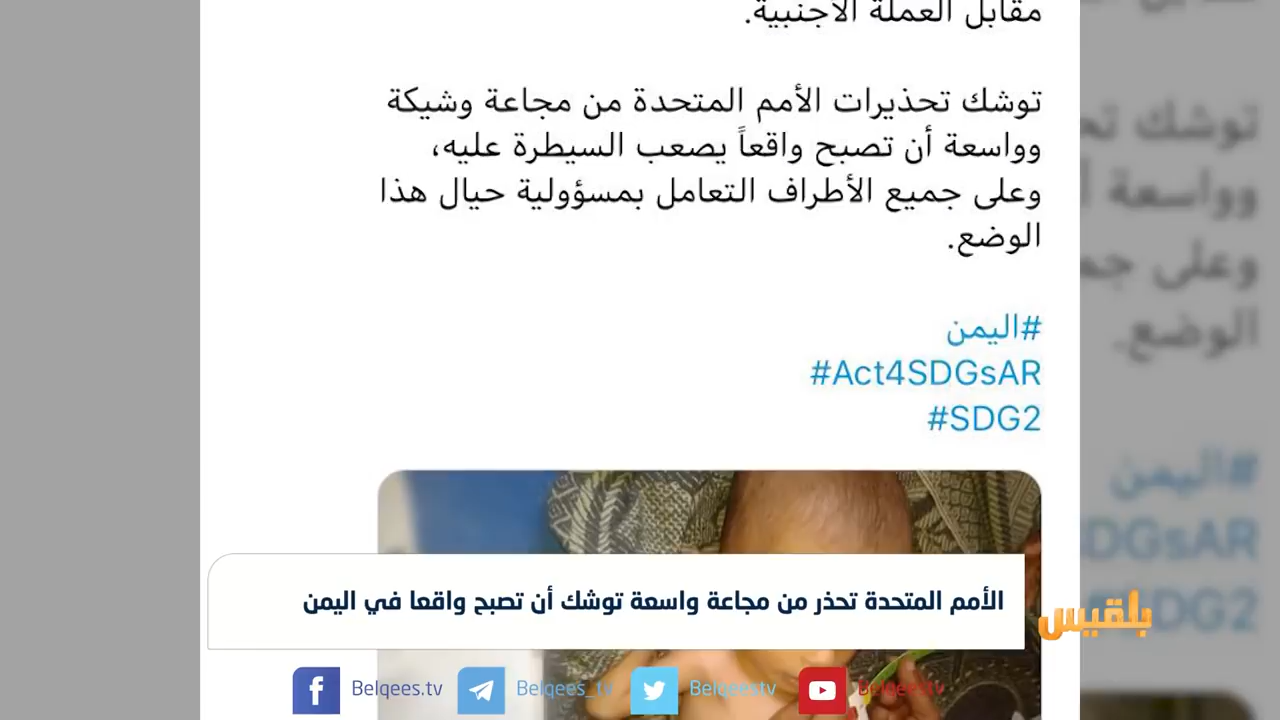 مقابل العملة الأجنبية.
توشك تحذيرات الأمم المتحدة من مجاعة وشيكة
وواسعة أن تصبح واقعاً يصعب السيطرة عليه،
وعلى جميع الأطراف التعامل بمسؤولية حيال هذا
الوضع.
#اليمن
#Act4SDGsAR
#SDG2
الأمم المتحدة تحذر من مجاعة واسعة توشك أن تصبح واقعا في اليمن
بلقيس
Belqees.tv
Belqees_tv
Belqeestv
Belqeestv